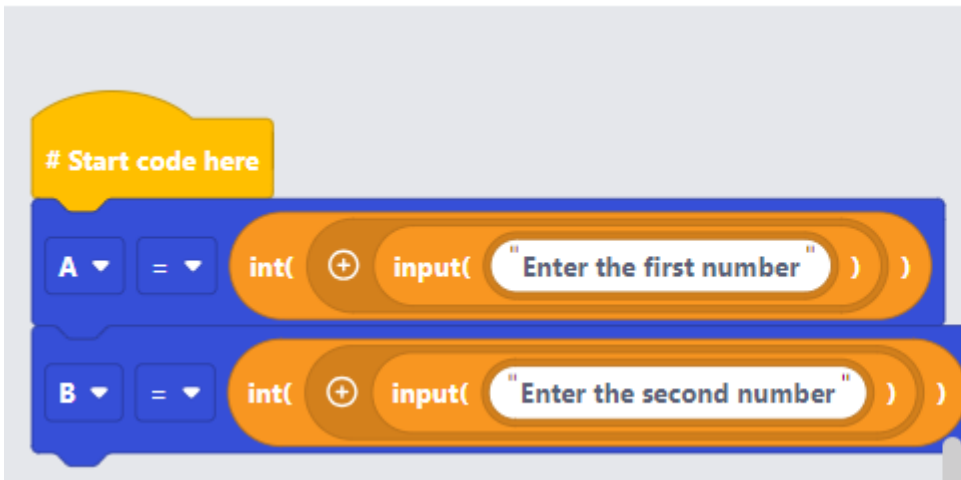 # Start code here
A = int( input( "Enter the first number" ) )
B = int( input( "Enter the second number" ) )